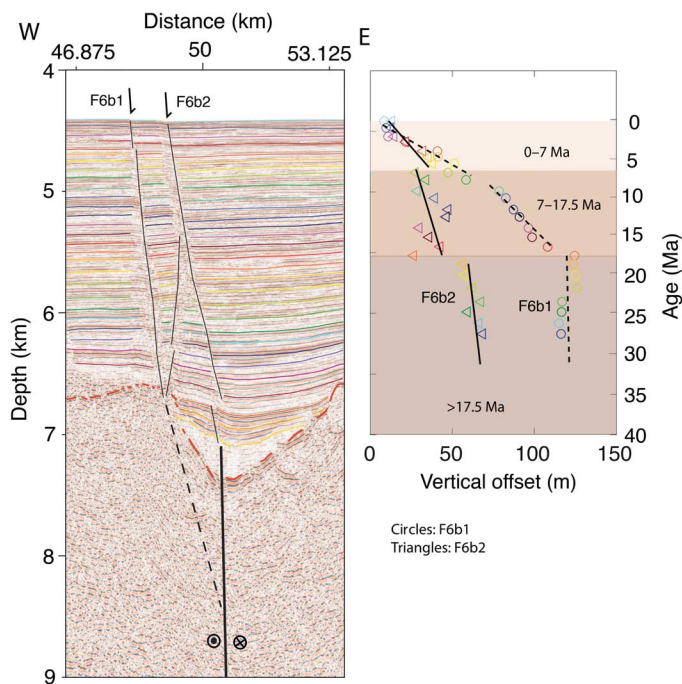 W
Distance (km)
E
46.875 50 53.125
4
5
6
7
8
9
Depth (km)
F6b1
F6b2
0–7 Ma
7–17.5 Ma
F6b2
F6b1
>17.5 Ma
0
5
10
15
20
25
30
35
40
Age (Ma)
0 50 100 150
Vertical offset (m)
Circles: F6b1
Triangles: F6b2